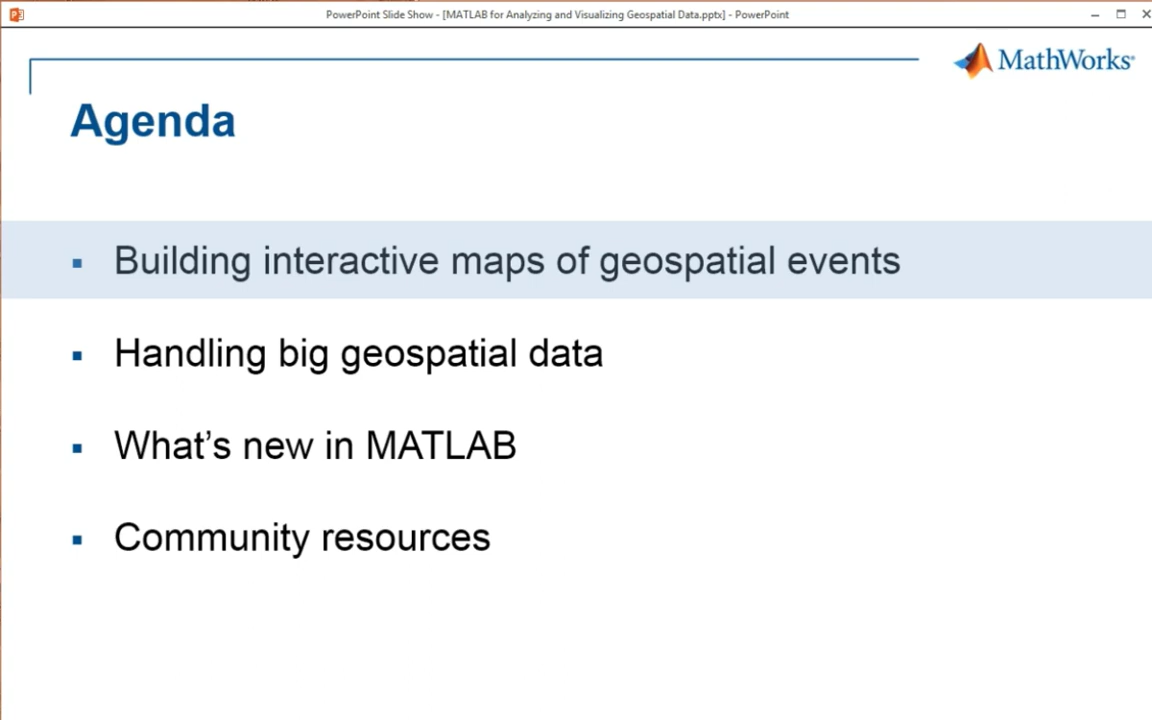 PowerPoint Slide Show - [MATLAB for Analyzing and Visualizing Geospatial Data.pptx] - PowerPoint
MathWorks®
Agenda
▪ Building interactive maps of geospatial events
▪ Handling big geospatial data
▪ What’s new in MATLAB
▪ Community resources